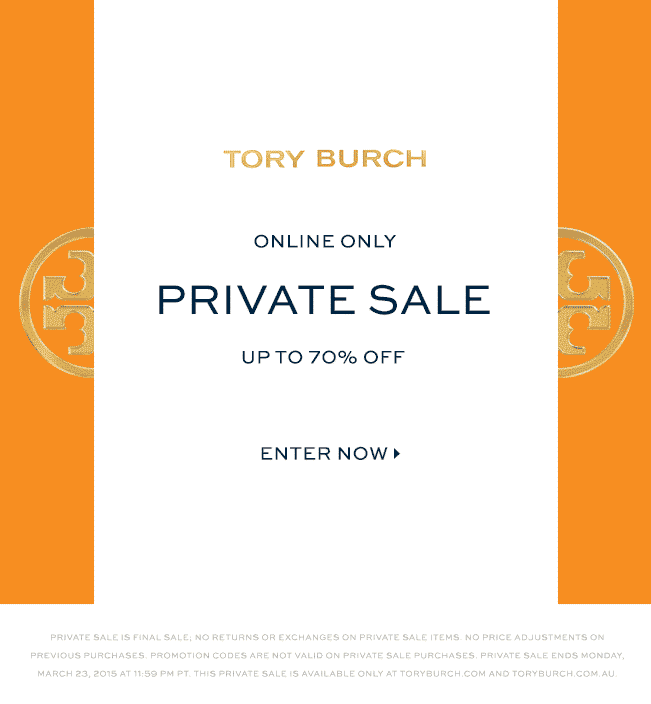 TORY BURCH
ONLINE ONLY
PRIVATE SALE
UP TO 70% OFF
ENTER NOW
PRIVATE SALE IS FINAL SALE; NO RETURNS OR EXCHANGES ON PRIVATE SALE ITEMS. NO PRICE ADJUSTMENTS ON
PREVIOUS PURCHASES. PROMOTION CODES ARE NOT VALID ON PRIVATE SALE PURCHASES. PRIVATE SALE ENDS MONDAY,
MARCH 23, 2015 AT 11:59 PM PT. THIS PRIVATE SALE IS AVAILABLE ONLY AT TORYBURCH.COM AND TORYBURCH.COM.AU.